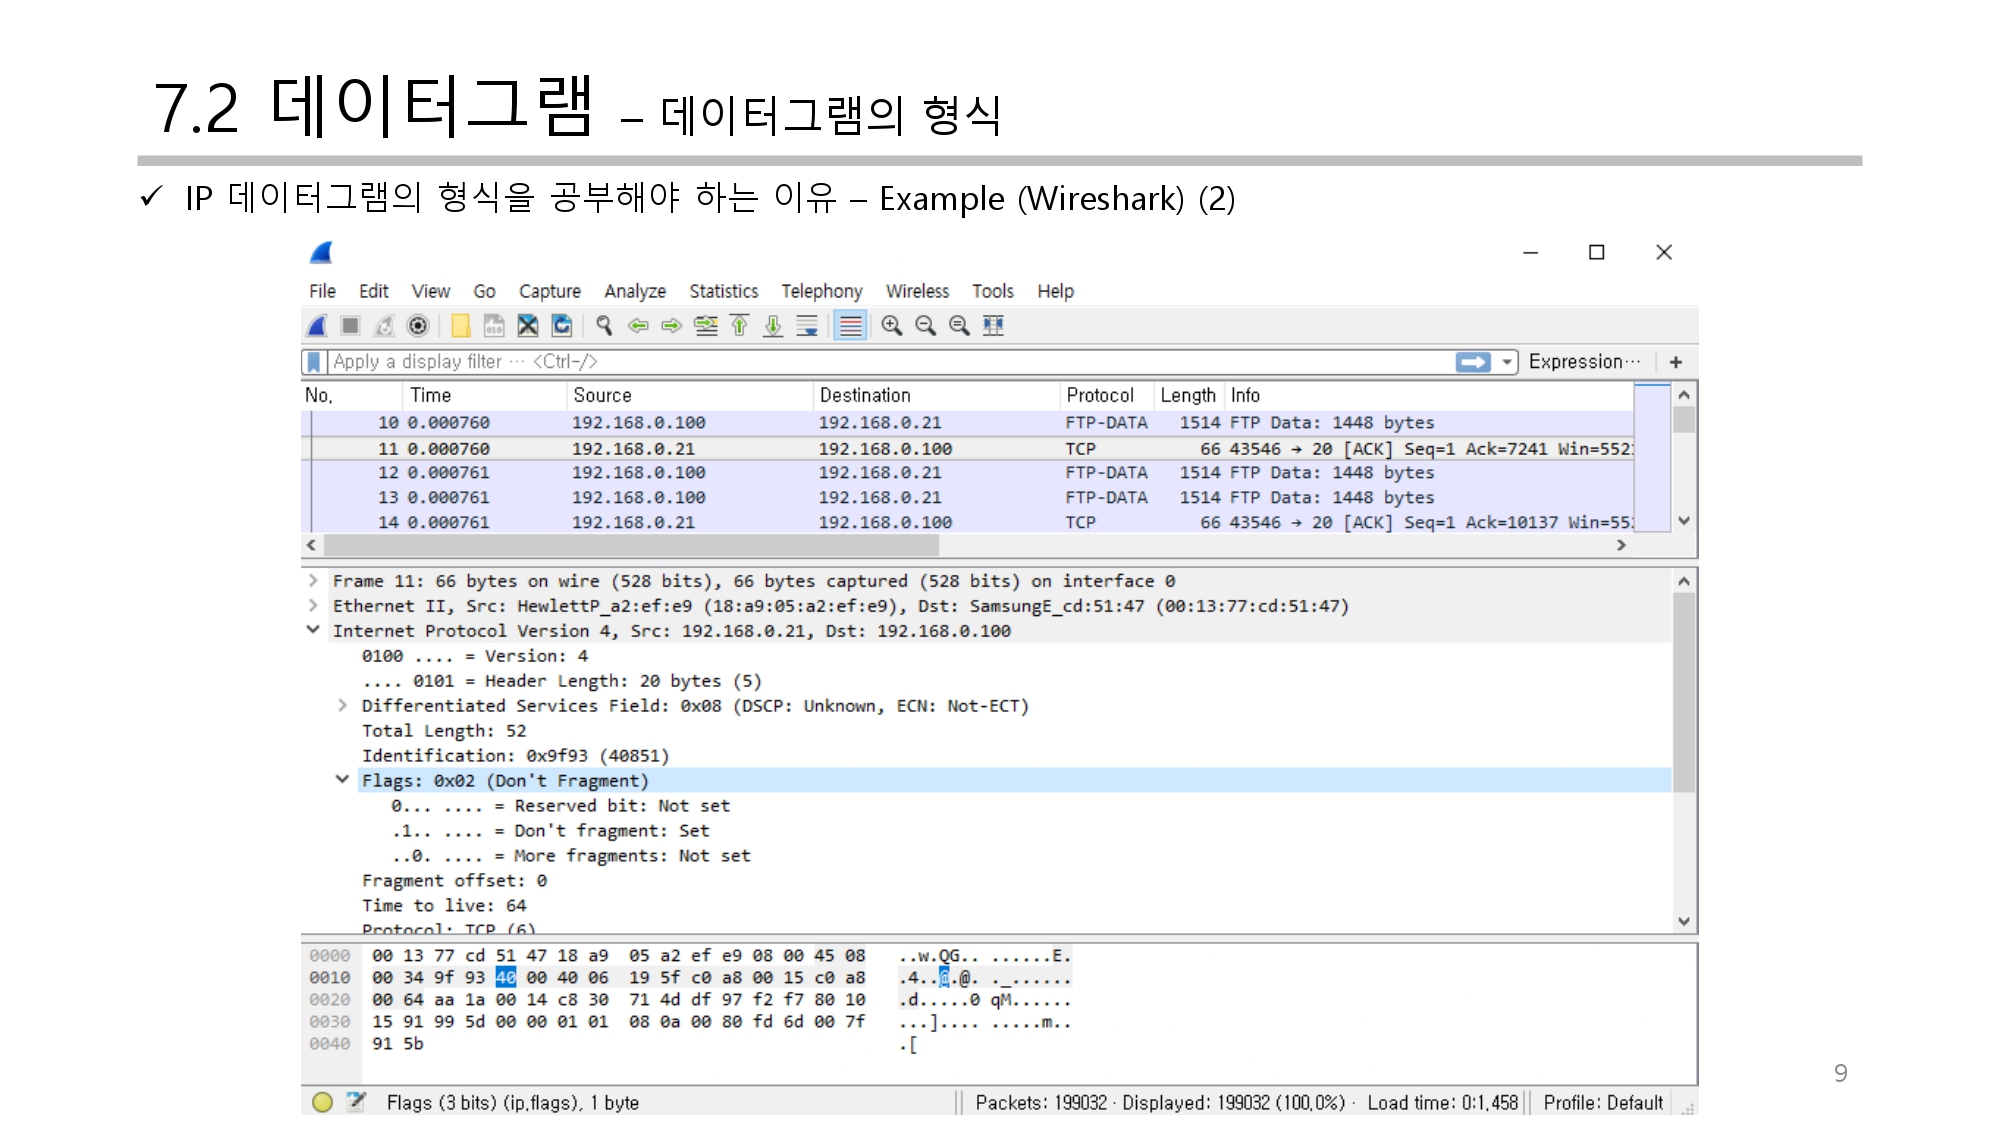 7.2 데이터그램 – 데이터그램의 형식
✓ IP 데이터그램의 형식을 공부해야 하는 이유 – Example (Wireshark) (2)
File Edit View Go Capture Analyze Statistics Telephony Wireless Tools Help
Apply a display filter ··· <Ctrl-/> Expression··· +
No. Time Source Destination Protocol Length Info
10 0.000760 192.168.0.100 192.168.0.21 FTP-DATA 1514 FTP Data: 1448 bytes
11 0.000760 192.168.0.21 192.168.0.100 TCP 66 43546 → 20 [ACK] Seq=1 Ack=7241 Win=552
12 0.000761 192.168.0.100 192.168.0.21 FTP-DATA 1514 FTP Data: 1448 bytes
13 0.000761 192.168.0.100 192.168.0.21 FTP-DATA 1514 FTP Data: 1448 bytes
14 0.000761 192.168.0.21 192.168.0.100 TCP 66 43546 → 20 [ACK] Seq=1 Ack=10137 Win=55
Frame 11: 66 bytes on wire (528 bits), 66 bytes captured (528 bits) on interface 0
Ethernet II, Src: HewlettP_a2:ef:e9 (18:a9:05:a2:ef:e9), Dst: SamsungE_cd:51:47 (00:13:77:cd:51:47)
Internet Protocol Version 4, Src: 192.168.0.21, Dst: 192.168.0.100
0100 .... = Version: 4
.... 0101 = Header Length: 20 bytes (5)
Differentiated Services Field: 0x08 (DSCP: Unknown, ECN: Not-ECT)
Total Length: 52
Identification: 0x9f93 (40851)
Flags: 0x02 (Don't Fragment)
0... .... = Reserved bit: Not set
.1.. .... = Don't fragment: Set
..0. .... = More fragments: Not set
Fragment offset: 0
Time to live: 64
Protocol: TCP (6)
0000 00 13 77 cd 51 47 18 a9 05 a2 ef e9 08 00 45 08 ..w.QG.. ......E.
0010 00 34 9f 93 40 00 40 06 19 5f c0 a8 00 15 c0 a8 .4..@.@. ._......
0020 00 64 aa 1a 00 14 c8 30 71 4d df 97 f2 f7 80 10 .d.....0 qM......
0030 15 91 99 5d 00 00 01 01 08 0a 00 80 fd 6d 00 7f ...].... .....m..
0040 91 5b .[
Flags (3 bits) (ip.flags), 1 byte Packets: 199032 · Displayed: 199032 (100.0%) · Load time: 0:1.458 Profile: Default
9